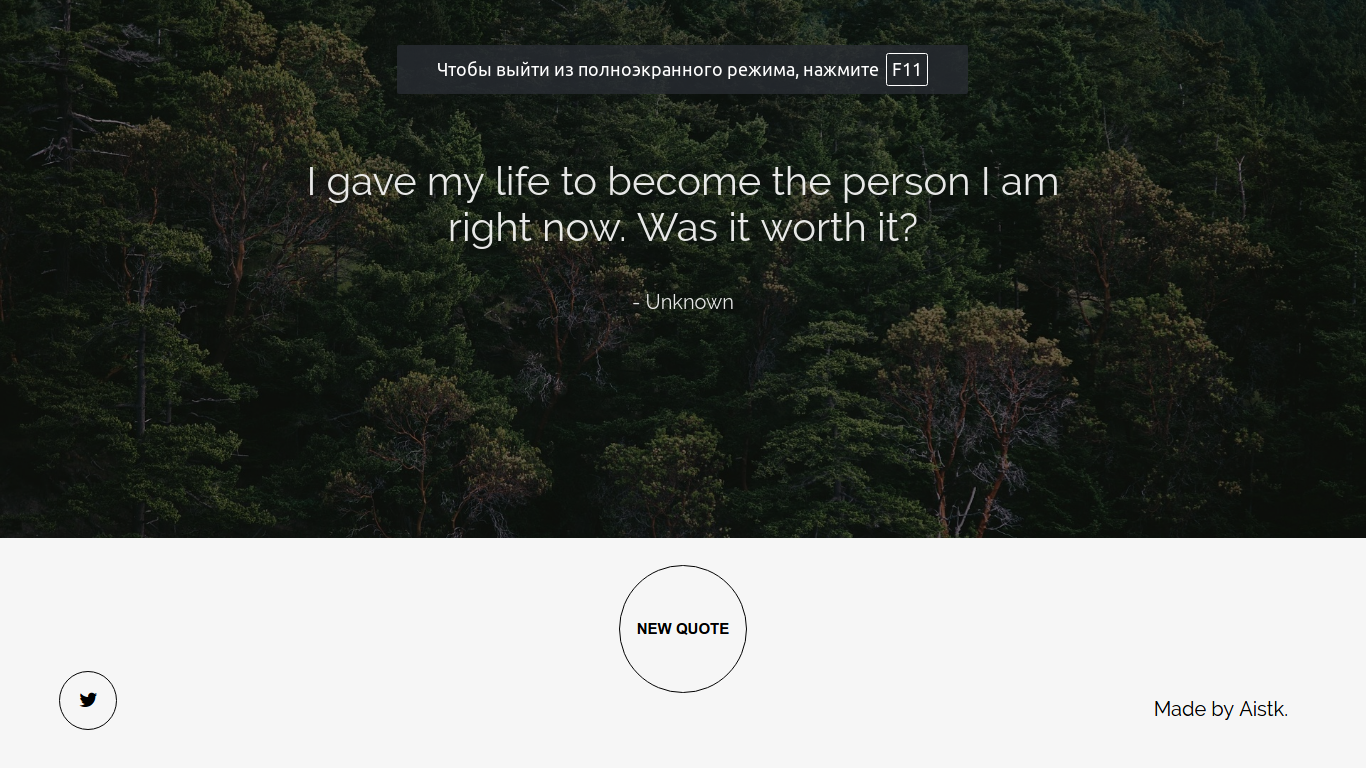 Чтобы выйти из полноэкранного режима, нажмите F11
I gave my life to become the person I am
right now. Was it worth it?
- Unknown
NEW QUOTE
Made by Aistk.